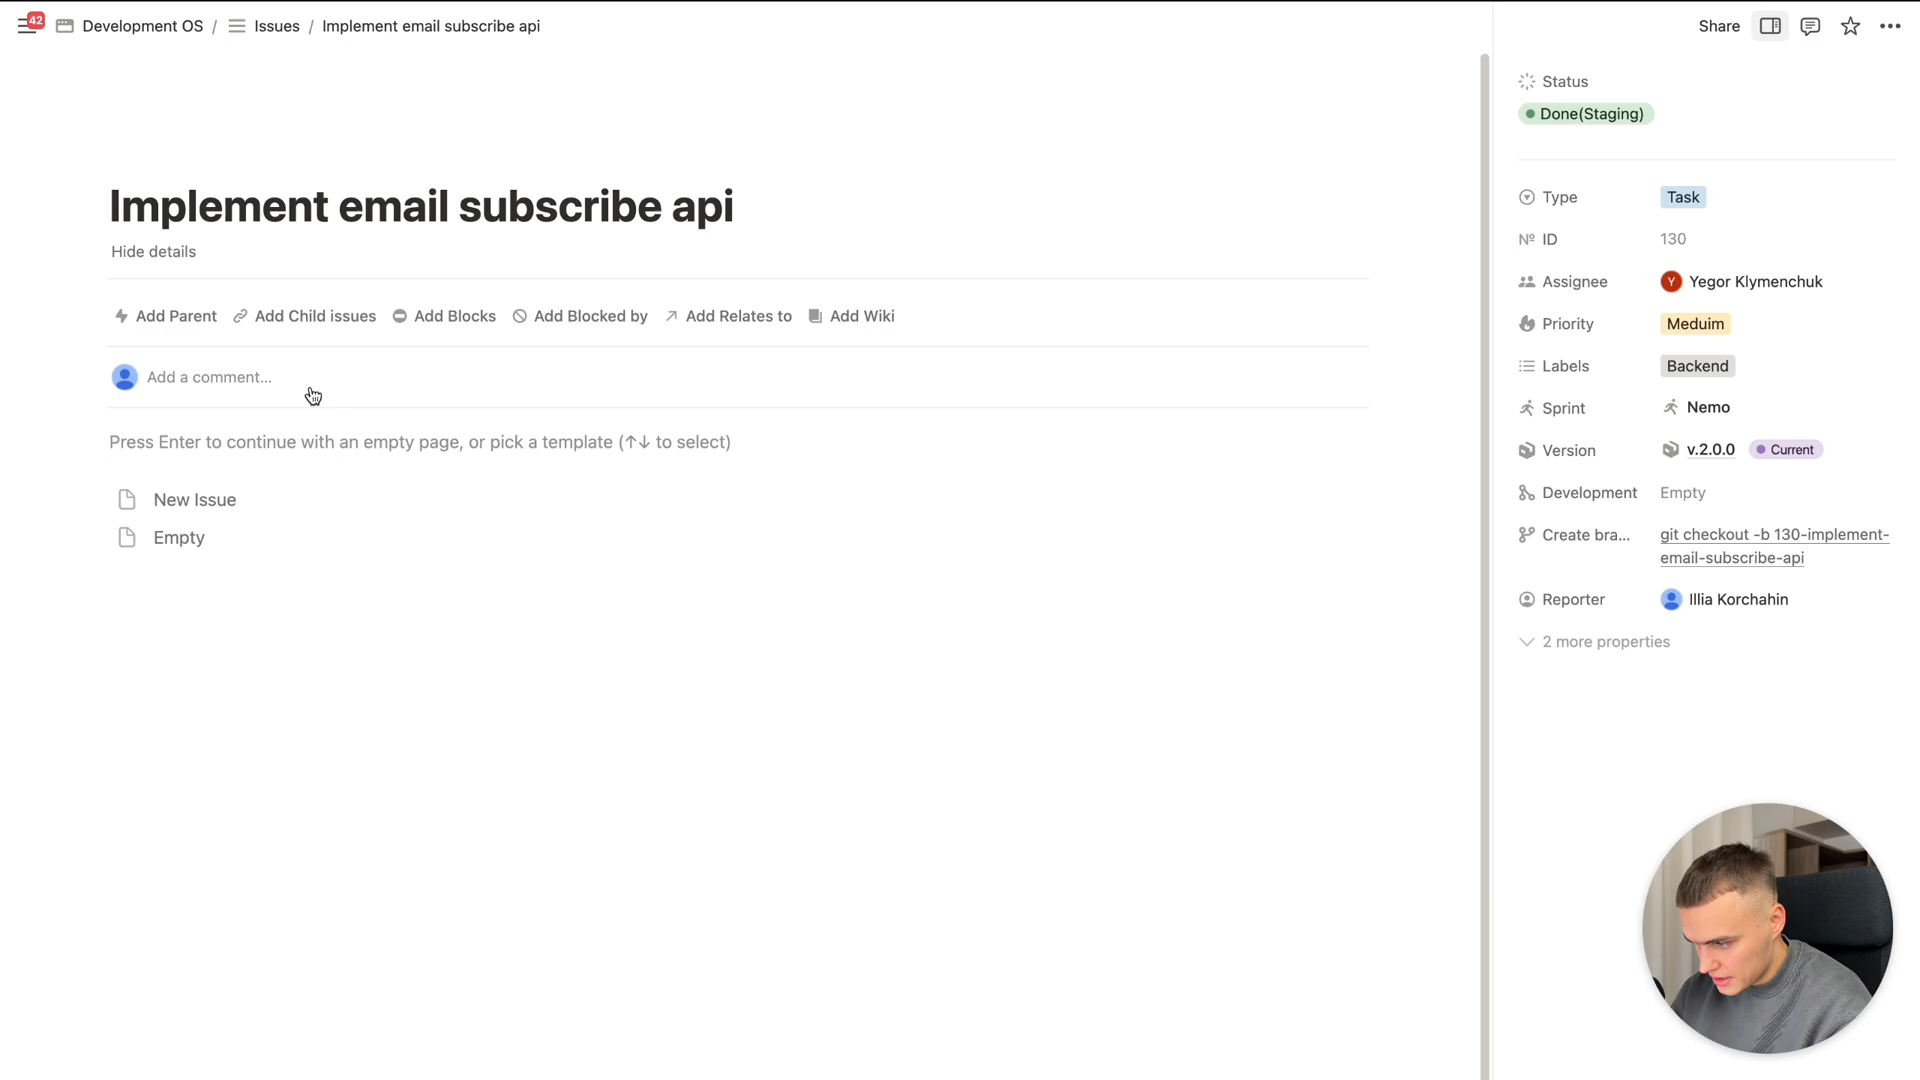 42 Development OS / Issues / Implement email subscribe api
Share
Implement email subscribe api
Hide details
Add Parent Add Child issues Add Blocks Add Blocked by Add Relates to Add Wiki
Add a comment...
Press Enter to continue with an empty page, or pick a template (↑↓ to select)
New Issue
Empty
Status
Done(Staging)
Type Task
Nº ID 130
Assignee Y Yegor Klymenchuk
Priority Meduim
Labels Backend
Sprint Nemo
Version v.2.0.0 Current
Development Empty
Create bra... git checkout -b 130-implement-
email-subscribe-api
Reporter Illia Korchahin
2 more properties